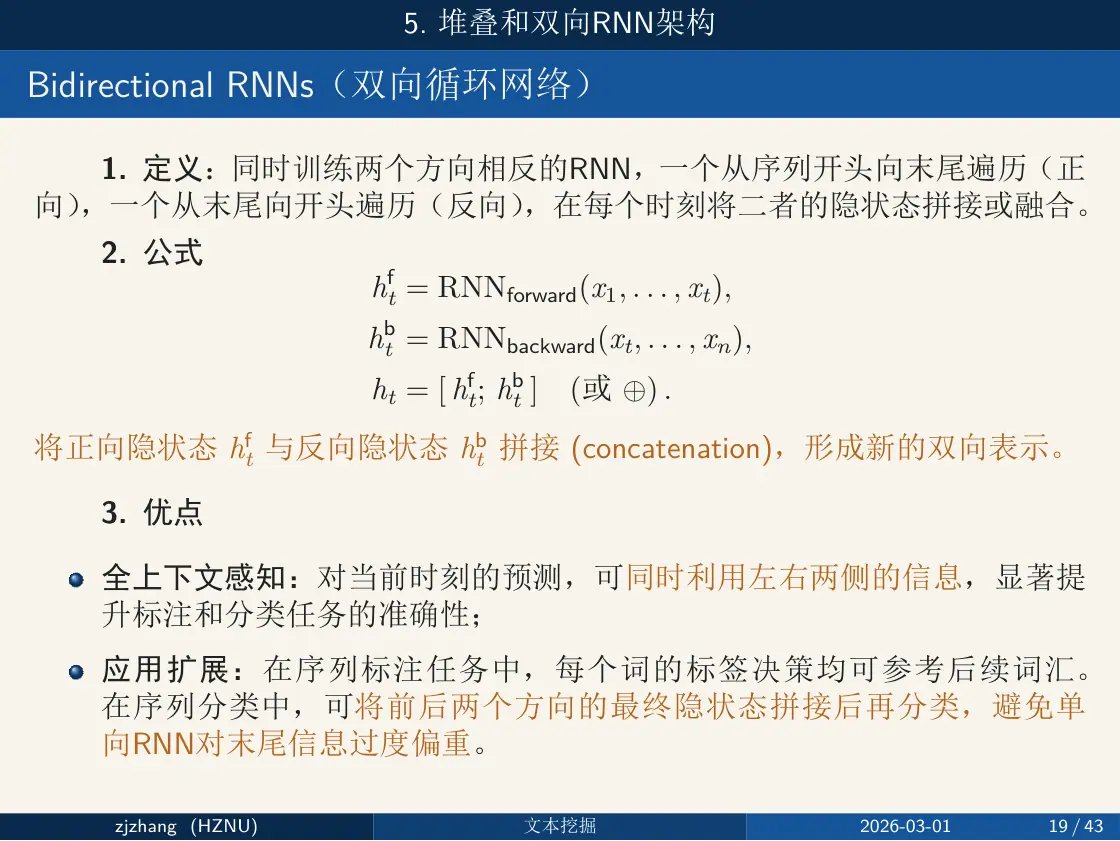 5. 堆叠和双向RNN架构
Bidirectional RNNs（双向循环网络）
1. 定义：同时训练两个方向相反的RNN，一个从序列开头向末尾遍历（正
向），一个从末尾向开头遍历（反向），在每个时刻将二者的隐状态拼接或融合。
2. 公式
h_t^f = RNN_forward(x_1, . . . , x_t),
h_t^b = RNN_backward(x_t, . . . , x_n),
h_t = [ h_t^f; h_t^b ] (或 ⊕) .
将正向隐状态 h_t^f 与反向隐状态 h_t^b 拼接 (concatenation)，形成新的双向表示。
3. 优点
全上下文感知：对当前时刻的预测，可同时利用左右两侧的信息，显著提
升标注和分类任务的准确性；
应用扩展：在序列标注任务中，每个词的标签决策均可参考后续词汇。
在序列分类中，可将前后两个方向的最终隐状态拼接后再分类，避免单
向RNN对末尾信息过度偏重。
zjzhang (HZNU) 文本挖掘 2026-03-01 19 / 43